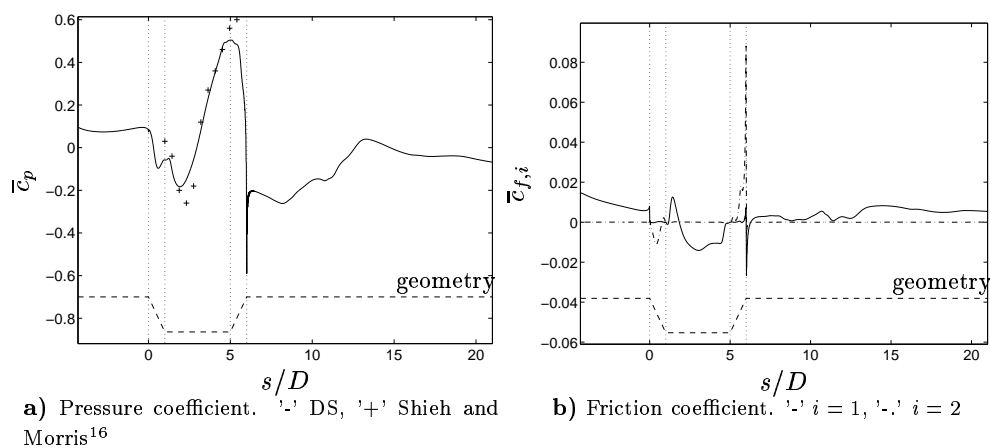 0.6
0.4
0.2
0
−0.2
−0.4
−0.6
−0.8
c̅p
geometry
0 5 10 15 20
s/D
a) Pressure coefficient. '-' DS, '+' Shieh and
Morris16
0.08
0.06
0.04
0.02
0
−0.02
−0.04
−0.06
c̅f,i
geometry
0 5 10 15 20
s/D
b) Friction coefficient. '-' i = 1, '-.' i = 2